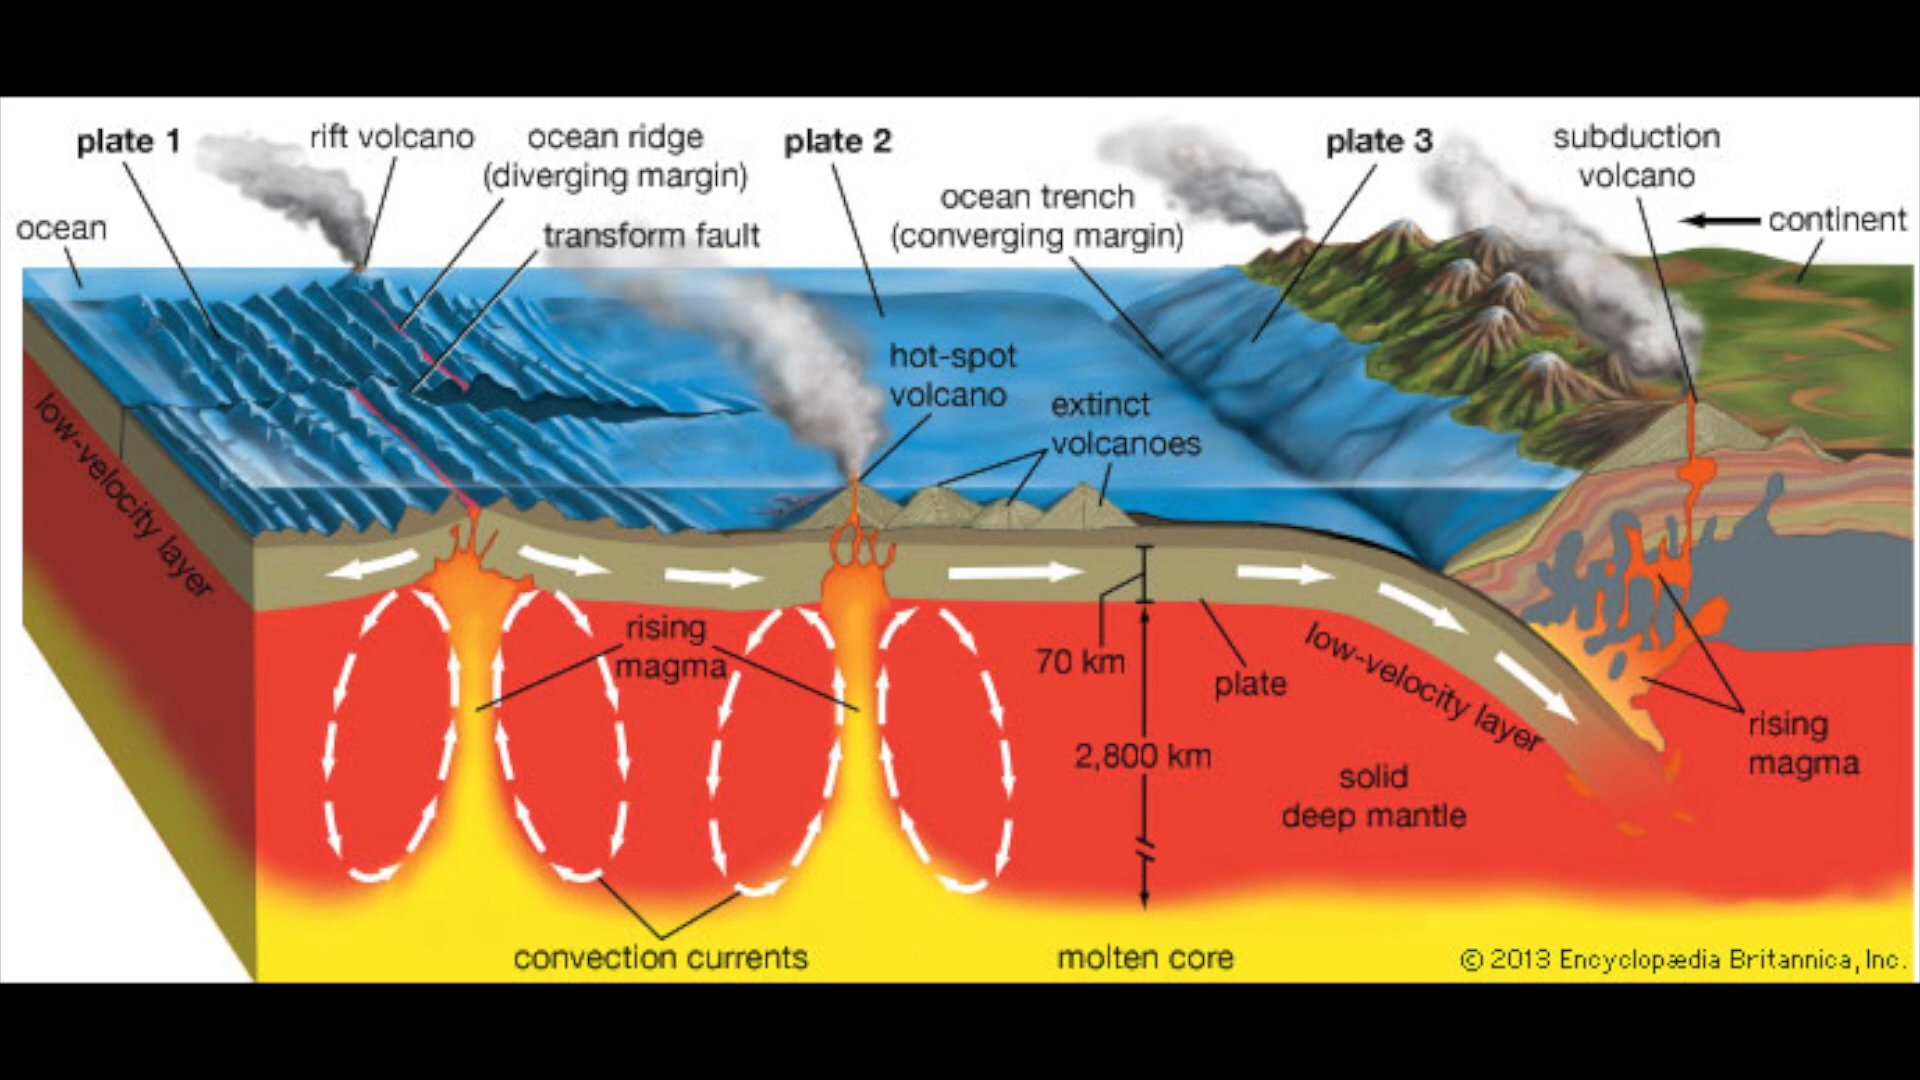 plate 1
rift volcano
ocean ridge
(diverging margin)
plate 2
plate 3
subduction
volcano
ocean
transform fault
ocean trench
(converging margin)
continent
hot-spot
volcano
extinct
volcanoes
low-velocity layer
rising
magma
70 km
plate
low-velocity layer
2,800 km
solid
deep mantle
rising
magma
convection currents
molten core
© 2013 Encyclopædia Britannica, Inc.